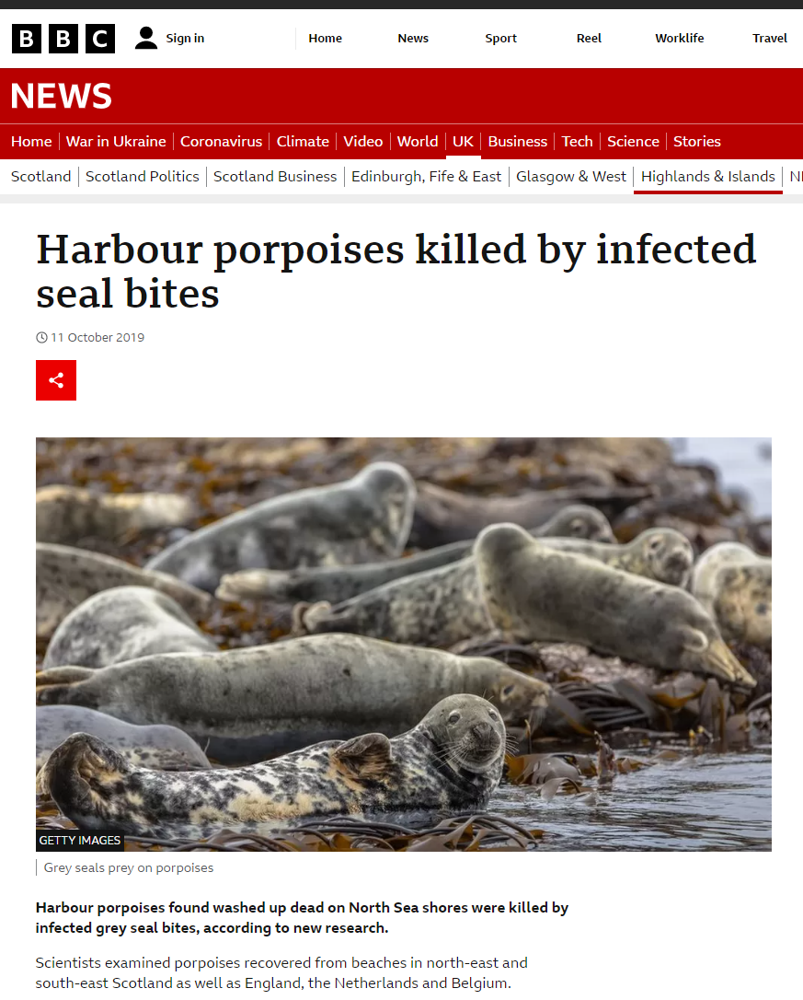 BBC
Sign in
Home
News
Sport
Reel
Worklife
Travel
NEWS
Home
War in Ukraine
Coronavirus
Climate
Video
World
UK
Business
Tech
Science
Stories
Scotland
Scotland Politics
Scotland Business
Edinburgh, Fife & East
Glasgow & West
Highlands & Islands
Harbour porpoises killed by infected
seal bites
11 October 2019
GETTY IMAGES
Grey seals prey on porpoises
Harbour porpoises found washed up dead on North Sea shores were killed by
infected grey seal bites, according to new research.
Scientists examined porpoises recovered from beaches in north-east and
south-east Scotland as well as England, the Netherlands and Belgium.